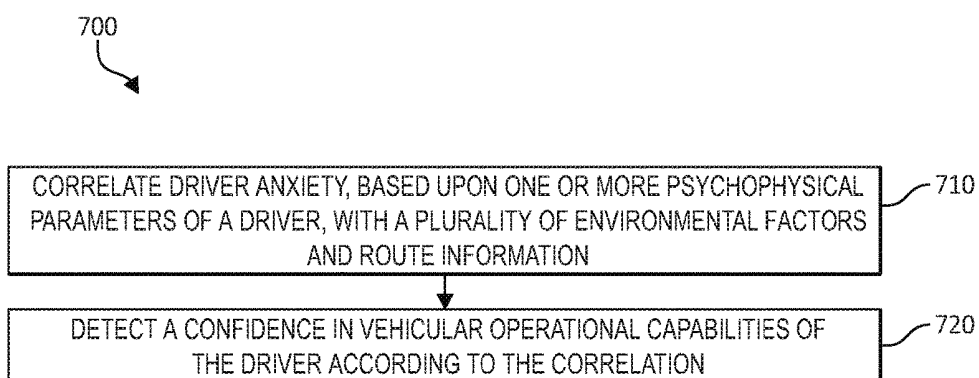 700
CORRELATE DRIVER ANXIETY, BASED UPON ONE OR MORE PSYCHOPHYSICAL
PARAMETERS OF A DRIVER, WITH A PLURALITY OF ENVIRONMENTAL FACTORS
AND ROUTE INFORMATION
710
DETECT A CONFIDENCE IN VEHICULAR OPERATIONAL CAPABILITIES OF
THE DRIVER ACCORDING TO THE CORRELATION
720